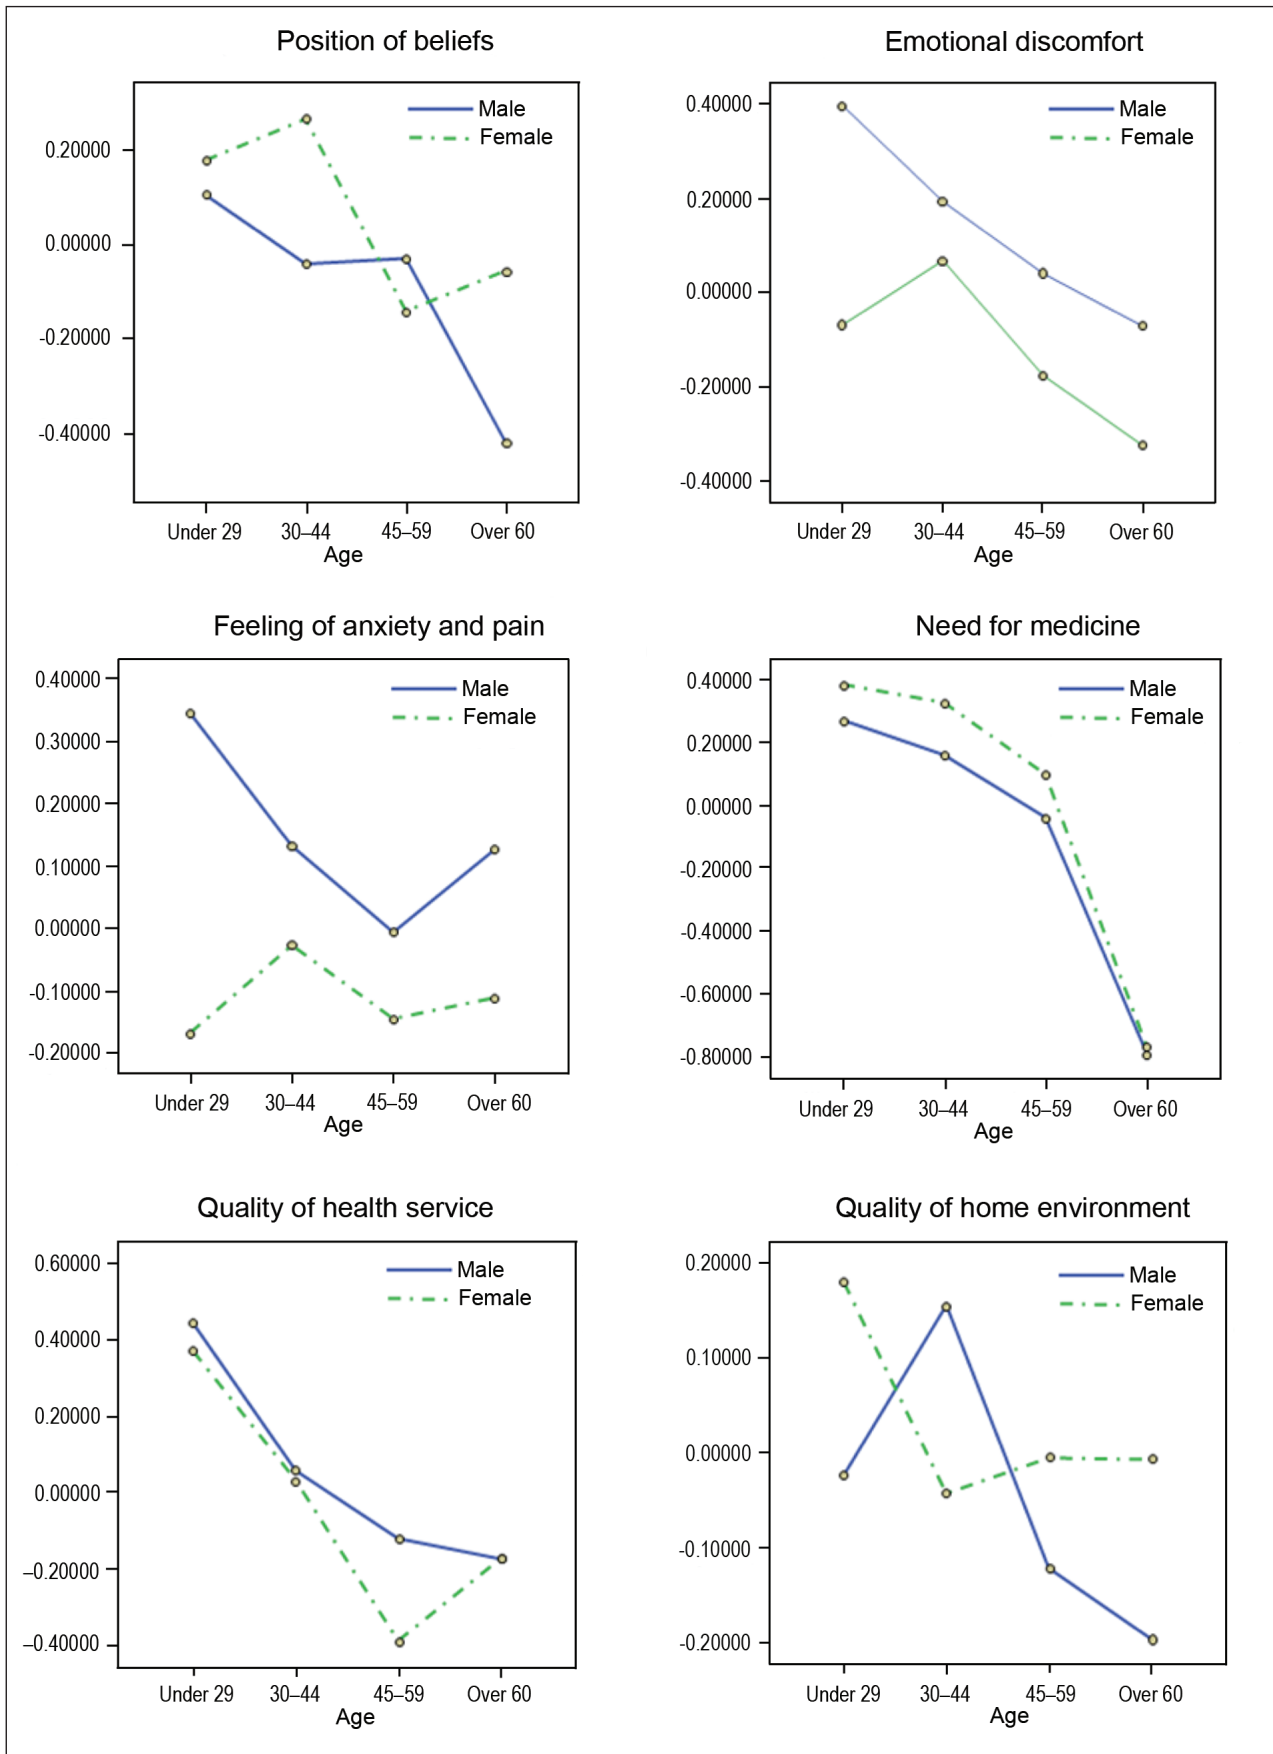 Position of beliefs
Male
Female
0.20000
0.00000
-0.20000
-0.40000
Under 29 30–44 45–59 Over 60
Age
Emotional discomfort
0.40000
Male
Female
0.20000
0.00000
-0.20000
-0.40000
Under 29 30–44 45–59 Over 60
Age
Feeling of anxiety and pain
0.40000
Male
Female
0.30000
0.20000
0.10000
0.00000
-0.10000
-0.20000
Under 29 30–44 45–59 Over 60
Age
Need for medicine
0.40000
Male
Female
0.20000
0.00000
-0.20000
-0.40000
-0.60000
-0.80000
Under 29 30–44 45–59 Over 60
Age
Quality of health service
0.60000
Male
Female
0.40000
0.20000
0.00000
–0.20000
–0.40000
Under 29 30–44 45–59 Over 60
Age
Quality of home environment
0.20000
Male
Female
0.10000
0.00000
-0.10000
-0.20000
Under 29 30–44 45–59 Over 60
Age